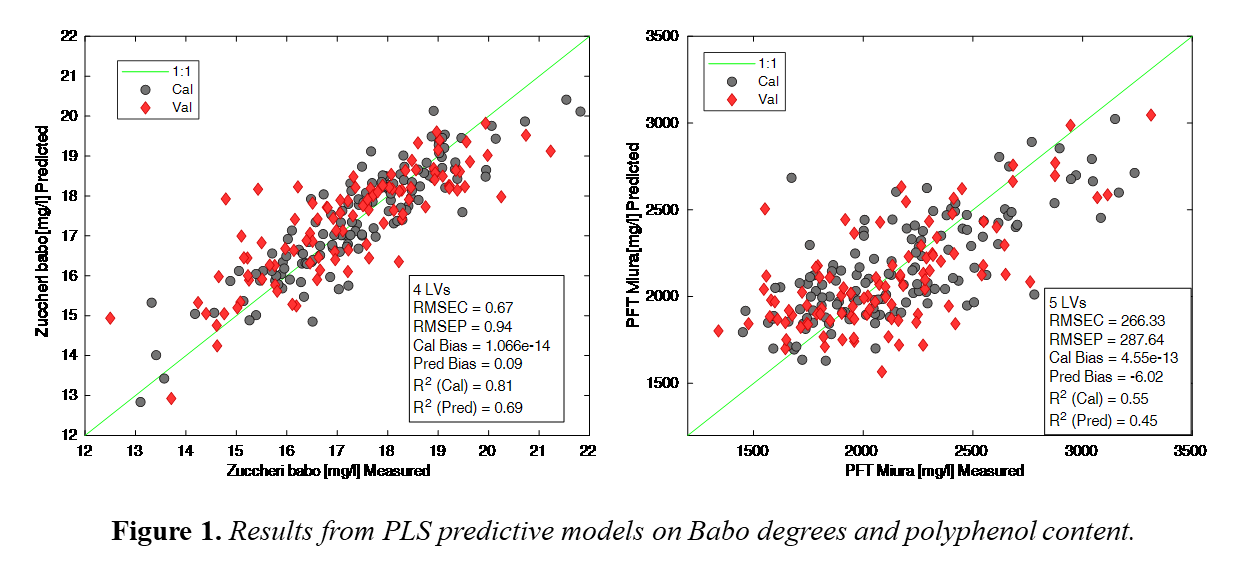 22
21
20
19
18
17
16
15
14
13
12
Zuccheri babo[mg/l] Predicted
1:1
Cal
Val
4 LVs
RMSEC = 0.67
RMSEP = 0.94
Cal Bias = 1.066e-14
Pred Bias = 0.09
R² (Cal) = 0.81
R² (Pred) = 0.69
12 13 14 15 16 17 18 19 20 21 22
Zuccheri babo [mg/l] Measured
3500
3000
2500
2000
1500
PFT Miura[mg/l] Predicted
1:1
Cal
Val
5 LVs
RMSEC = 266.33
RMSEP = 287.64
Cal Bias = 4.55e-13
Pred Bias = -6.02
R² (Cal) = 0.55
R² (Pred) = 0.45
1500 2000 2500 3000 3500
PFT Miura [mg/l] Measured
Figure 1. Results from PLS predictive models on Babo degrees and polyphenol content.